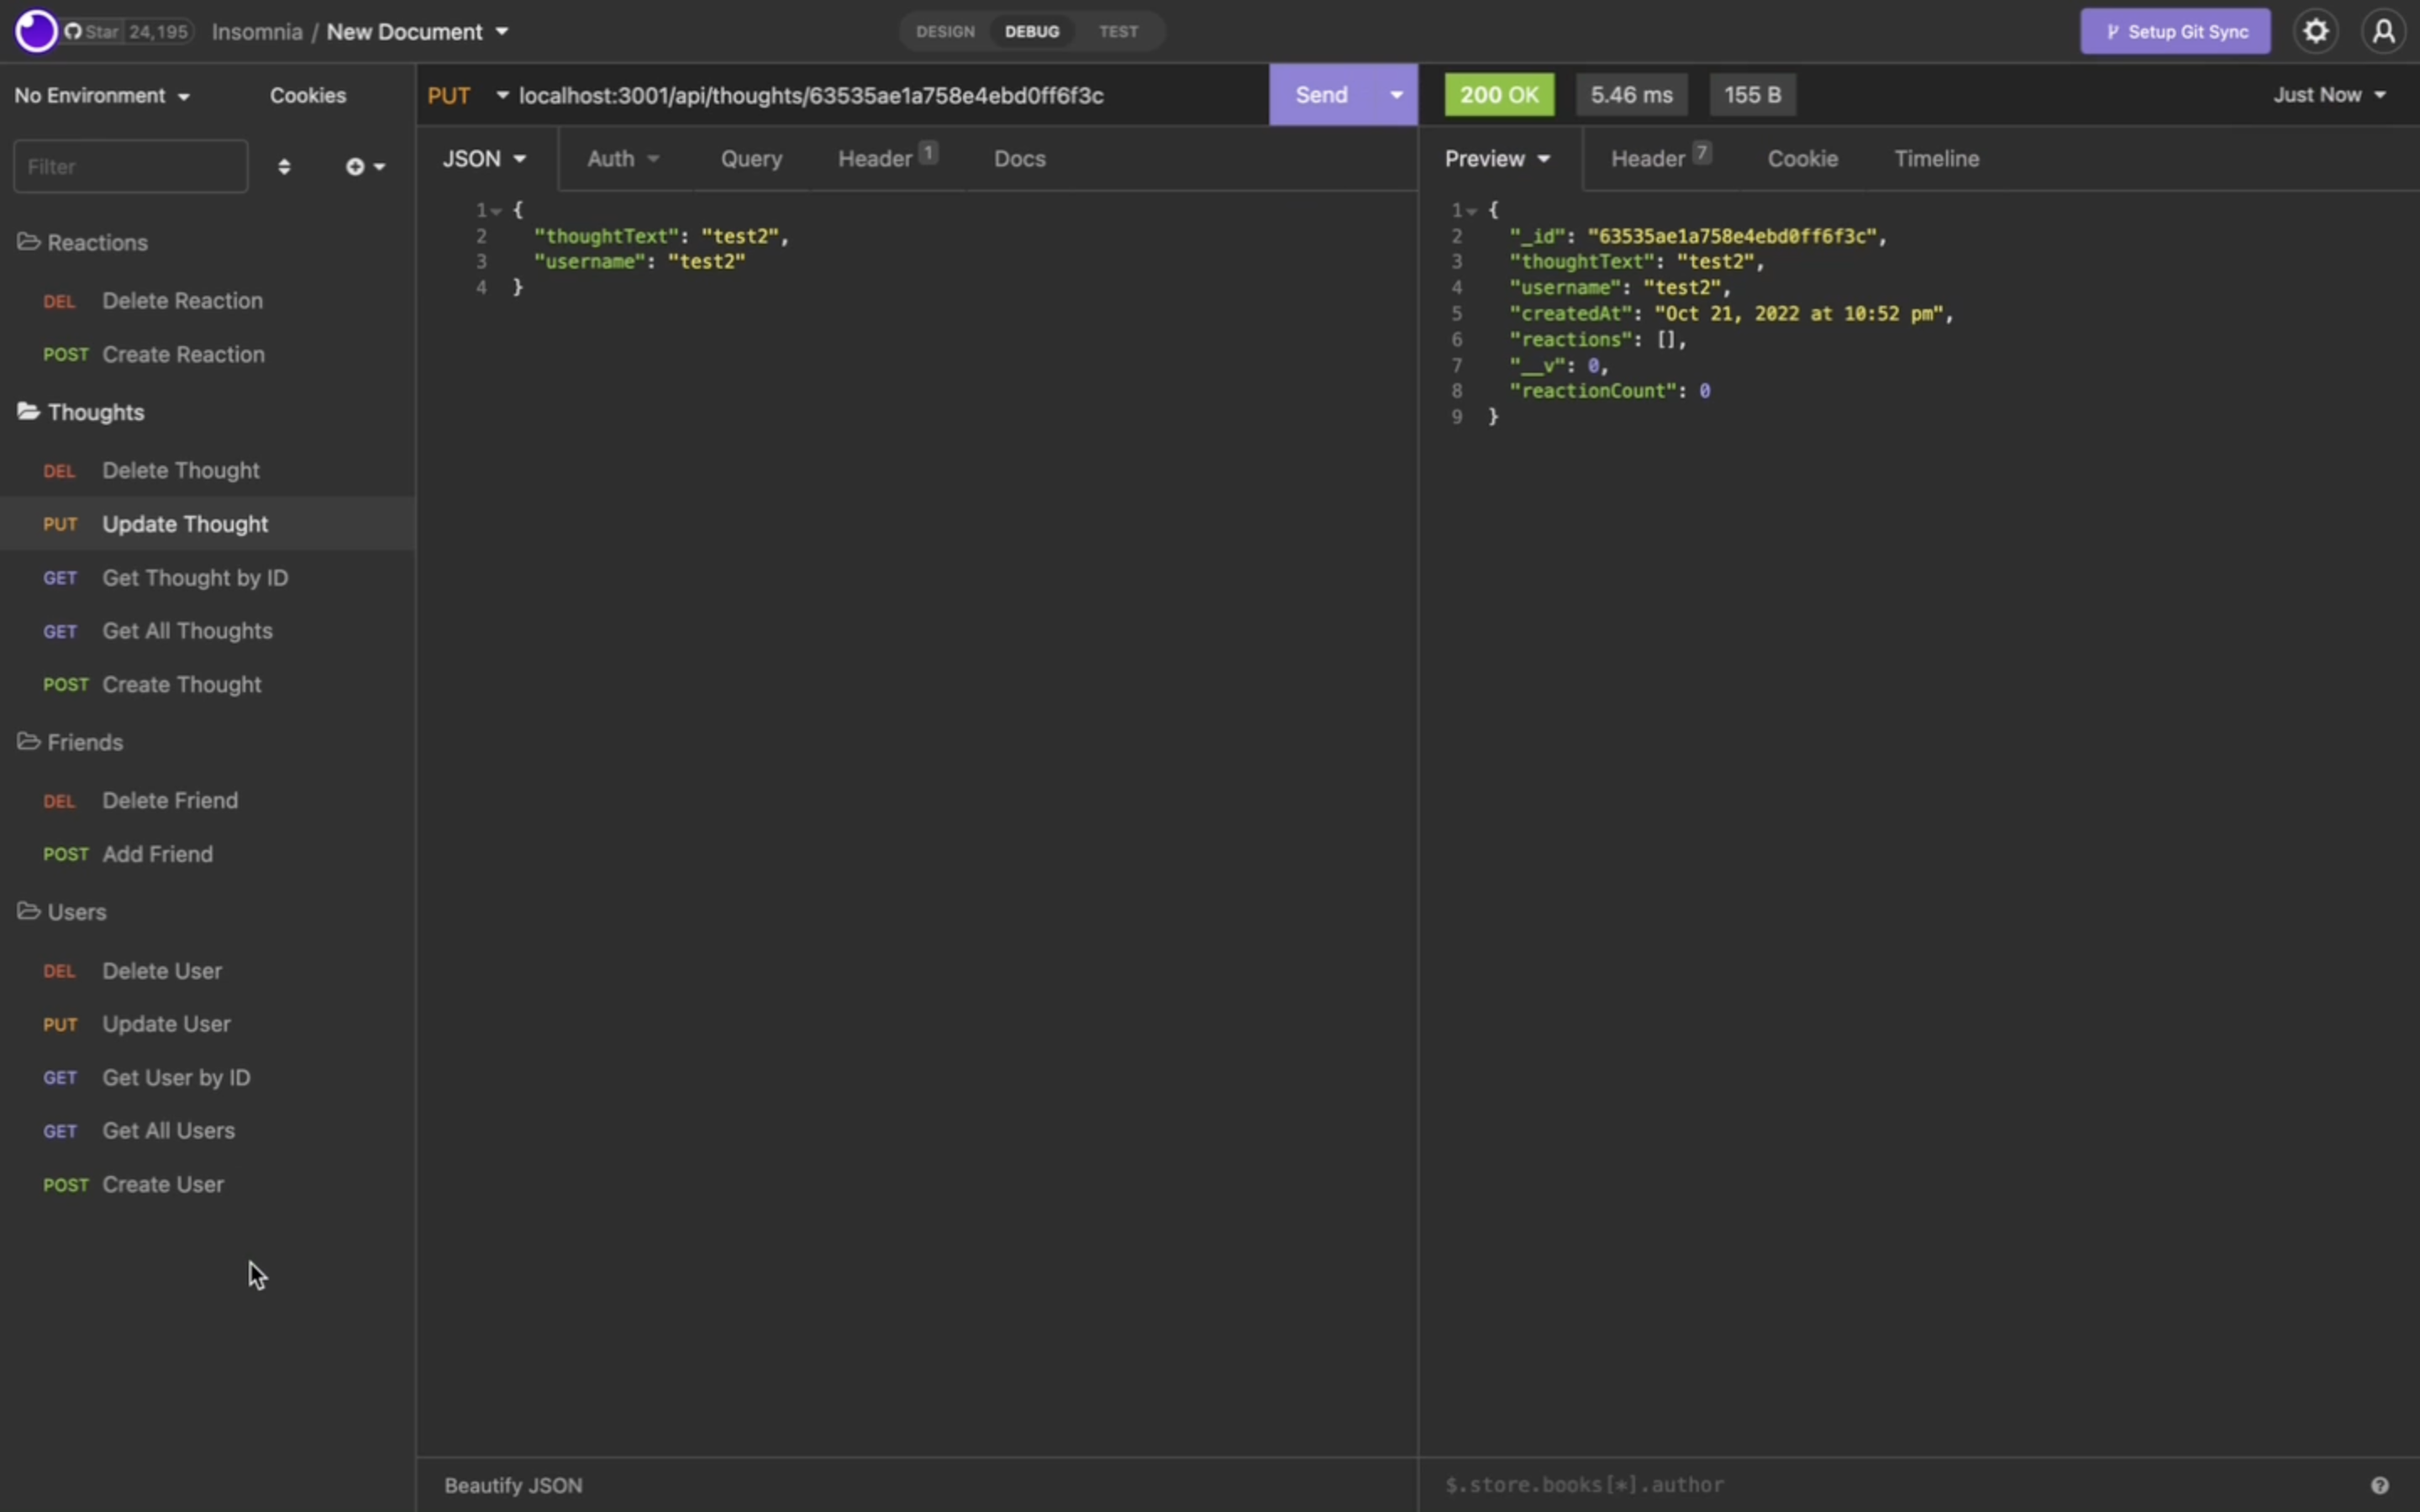 Star 24,195 Insomnia / New Document DESIGN DEBUG TEST Setup Git Sync
No Environment Cookies
Filter
Reactions
DEL Delete Reaction
POST Create Reaction
Thoughts
DEL Delete Thought
PUT Update Thought
GET Get Thought by ID
GET Get All Thoughts
POST Create Thought
Friends
DEL Delete Friend
POST Add Friend
Users
DEL Delete User
PUT Update User
GET Get User by ID
GET Get All Users
POST Create User
PUT localhost:3001/api/thoughts/63535ae1a758e4ebd0ff6f3c Send
JSON Auth Query Header 1 Docs
1 {
2 "thoughtText": "test2",
3 "username": "test2"
4 }
Beautify JSON
200 OK 5.46 ms 155 B Just Now
Preview Header 7 Cookie Timeline
1 {
2 "_id": "63535ae1a758e4ebd0ff6f3c",
3 "thoughtText": "test2",
4 "username": "test2",
5 "createdAt": "Oct 21, 2022 at 10:52 pm",
6 "reactions": [],
7 "__v": 0,
8 "reactionCount": 0
9 }
$.store.books[*].author